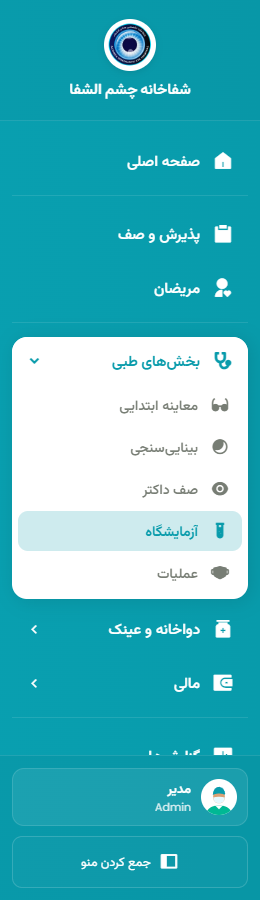 شفاخانه چشم الشفا
صفحه اصلی
پذیرش و صف
مریضان
بخش‌های طبی
معاینه ابتدایی
بینایی‌سنجی
صف داکتر
آزمایشگاه
عملیات
دواخانه و عینک
مالی
مدیر
Admin
جمع کردن منو